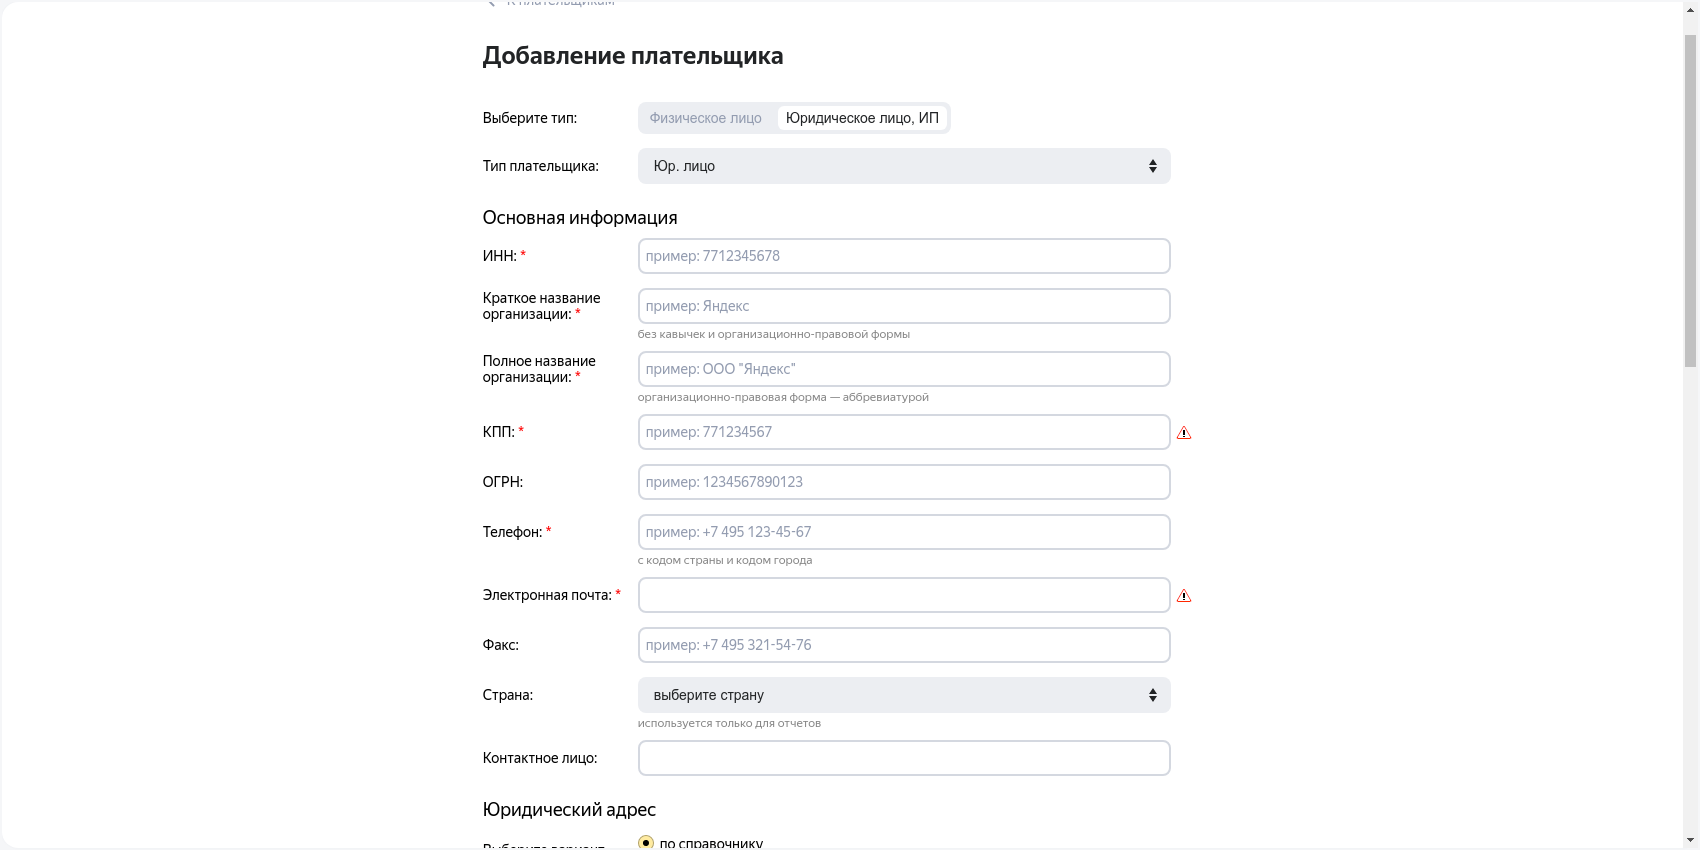 К плательщикам
Добавление плательщика
Выберите тип:
Физическое лицо
Юридическое лицо, ИП
Тип плательщика:
Юр. лицо
Основная информация
ИНН: *
пример: 7712345678
Краткое название
организации: *
пример: Яндекс
без кавычек и организационно-правовой формы
Полное название
организации: *
пример: ООО "Яндекс"
организационно-правовая форма — аббревиатурой
КПП: *
пример: 771234567
ОГРН:
пример: 1234567890123
Телефон: *
пример: +7 495 123-45-67
с кодом страны и кодом города
Электронная почта: *
Факс:
пример: +7 495 321-54-76
Страна:
выберите страну
используется только для отчетов
Контактное лицо:
Юридический адрес
Выберите вариант
по справочнику